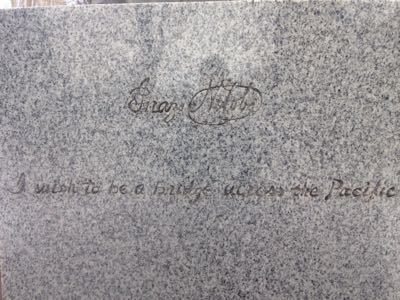 Inazo Nitobe
I wish to be a bridge across the Pacific